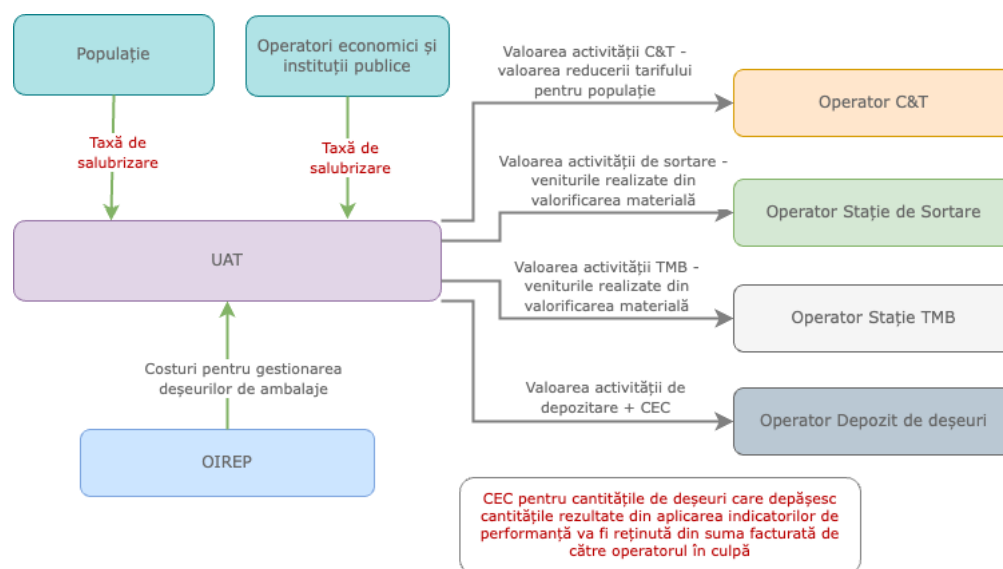 Populație
Operatori economici și
instituții publice
Valoarea activității C&T -
valoarea reducerii tarifului
pentru populație
Operator C&T
Taxă de
salubrizare
Taxă de
salubrizare
Valoarea activității de sortare -
veniturile realizate din
valorificarea materială
Operator Stație de Sortare
UAT
Valoarea activității TMB -
veniturile realizate din
valorificarea materială
Operator Stație TMB
Costuri pentru gestionarea
deșeurilor de ambalaje
Valoarea activității de
depozitare + CEC
Operator Depozit de deșeuri
OIREP
CEC pentru cantitățile de deșeuri care depășesc
cantitățile rezultate din aplicarea indicatorilor de
performanță va fi reținută din suma facturată de
către operatorul în culpă